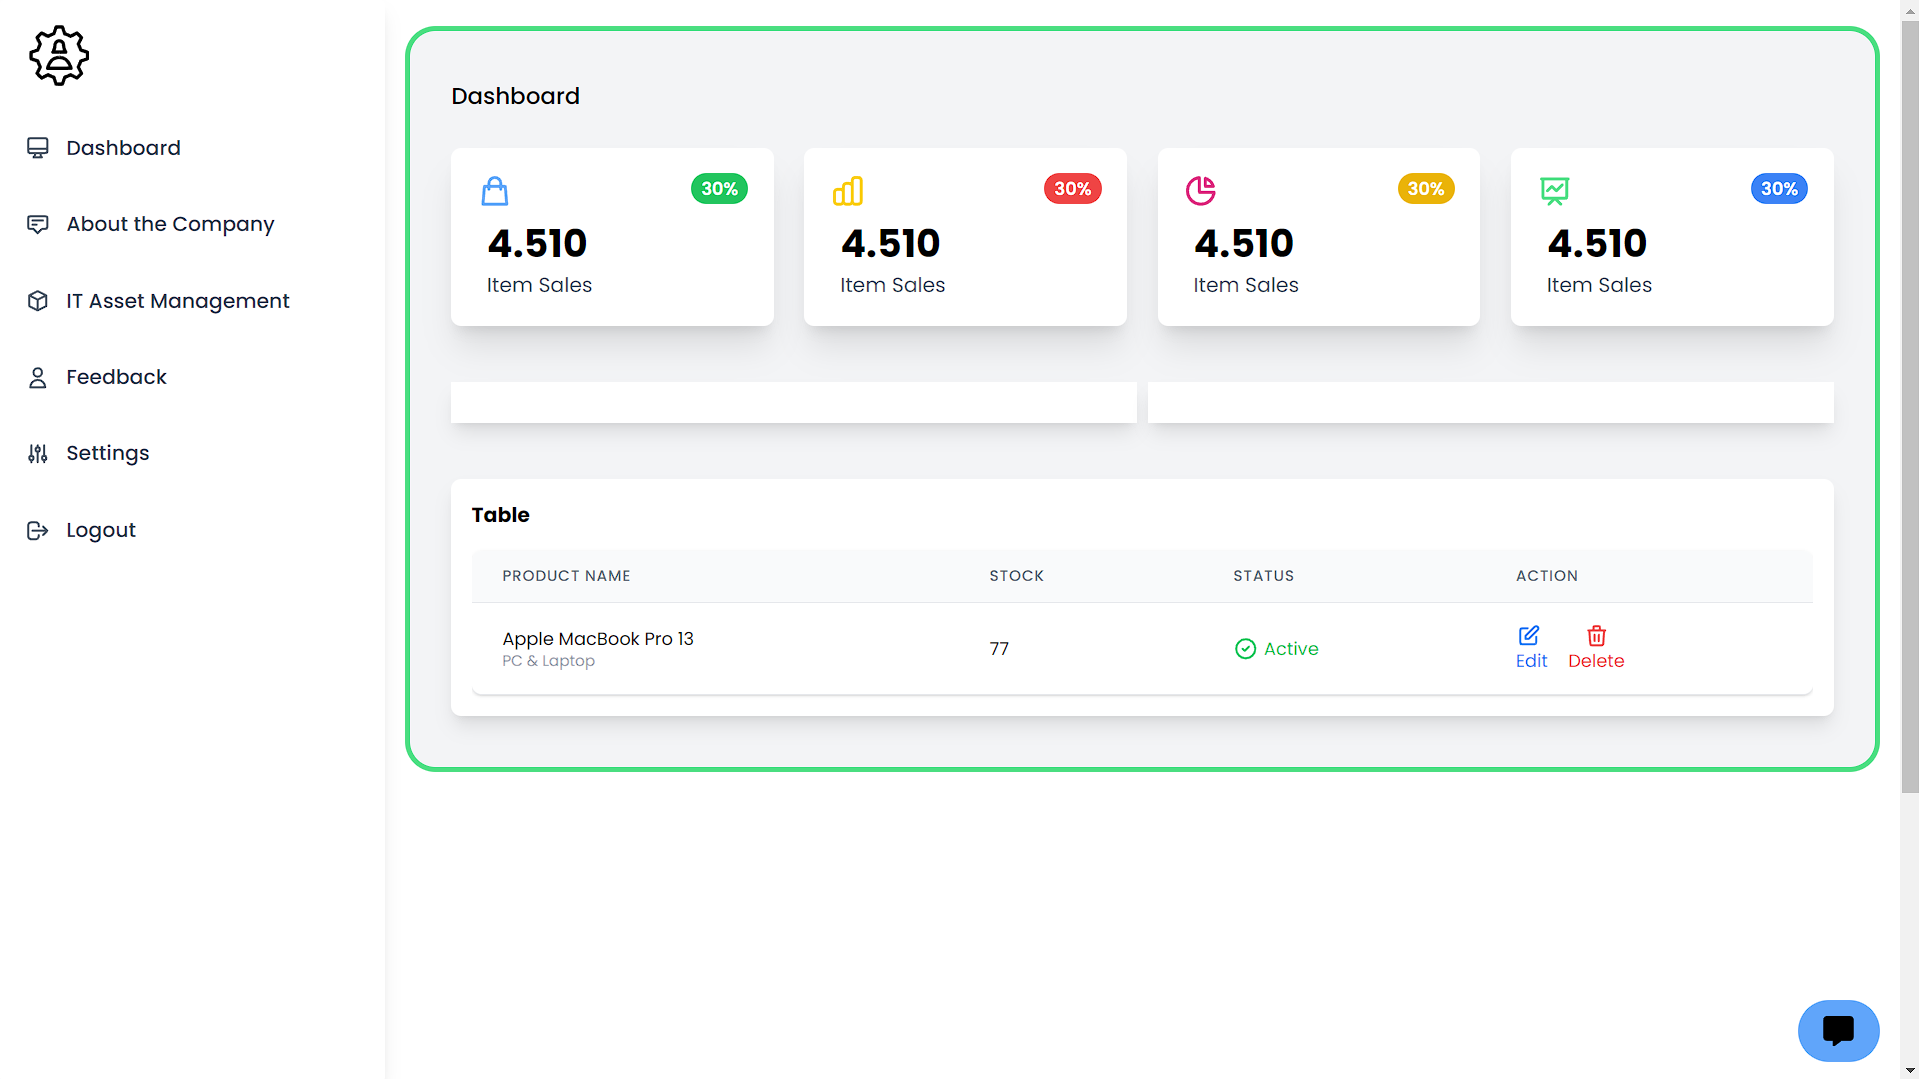 Dashboard
About the Company
IT Asset Management
Feedback
Settings
Logout
Dashboard
30%
4.510
Item Sales
30%
4.510
Item Sales
30%
4.510
Item Sales
30%
4.510
Item Sales
Table
PRODUCT NAME STOCK STATUS ACTION
Apple MacBook Pro 13
PC & Laptop
77
Active
Edit
Delete